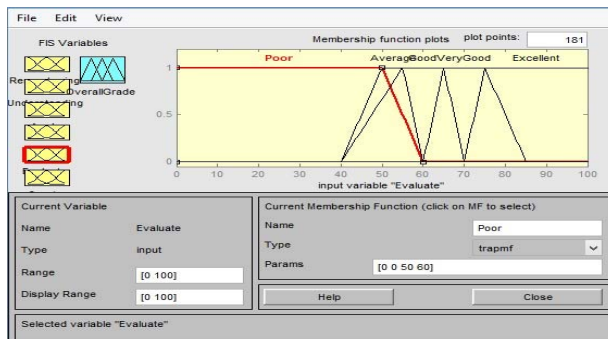 File Edit View
FIS Variables
Membership function plots plot points: 181
OverallGrade
Understanding
Poor Average Good VeryGood Excellent
1
0.5
0
0 10 20 30 40 50 60 70 80 90 100
input variable "Evaluate"
Current Variable
Name Evaluate
Type input
Range [0 100]
Display Range [0 100]
Current Membership Function (click on MF to select)
Name Poor
Type trapmf
Params [0 0 50 60]
Help Close
Selected variable "Evaluate"